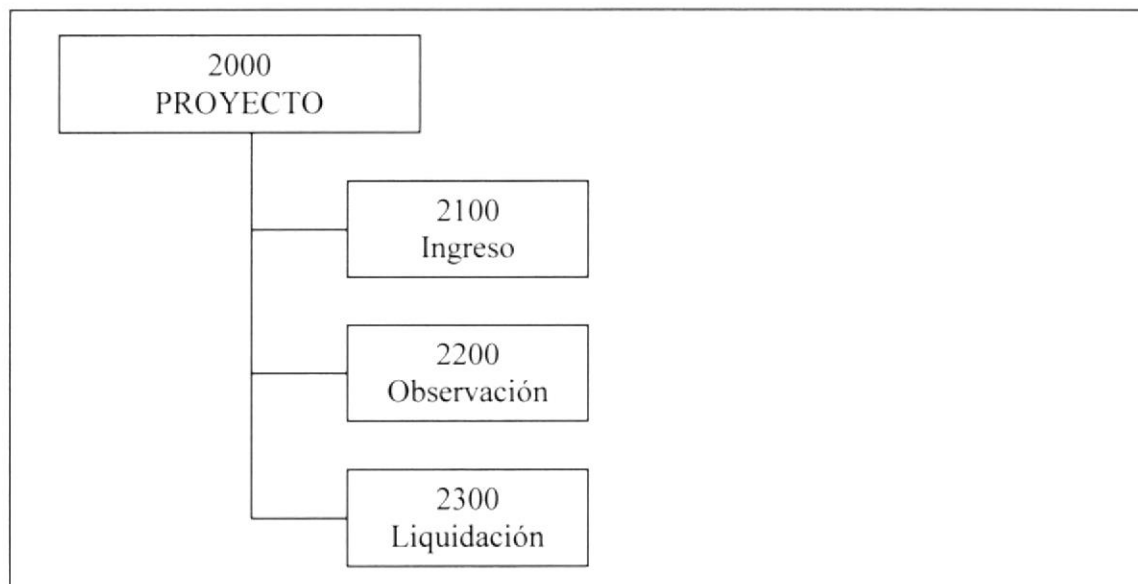 2000
PROYECTO
2100
Ingreso
2200
Observación
2300
Liquidación